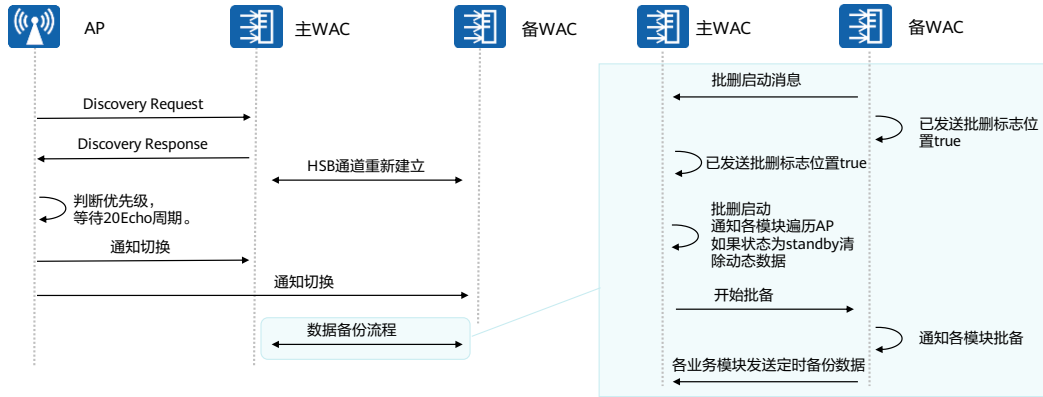 AP
主WAC
备WAC
Discovery Request
Discovery Response
HSB通道重新建立
判断优先级，
等待20Echo周期。
通知切换
通知切换
数据备份流程
主WAC
备WAC
批删启动消息
已发送批删标志位
置true
已发送批删标志位置true
批删启动
通知各模块遍历AP
如果状态为standby清
除动态数据
开始批备
通知各模块批备
各业务模块发送定时备份数据